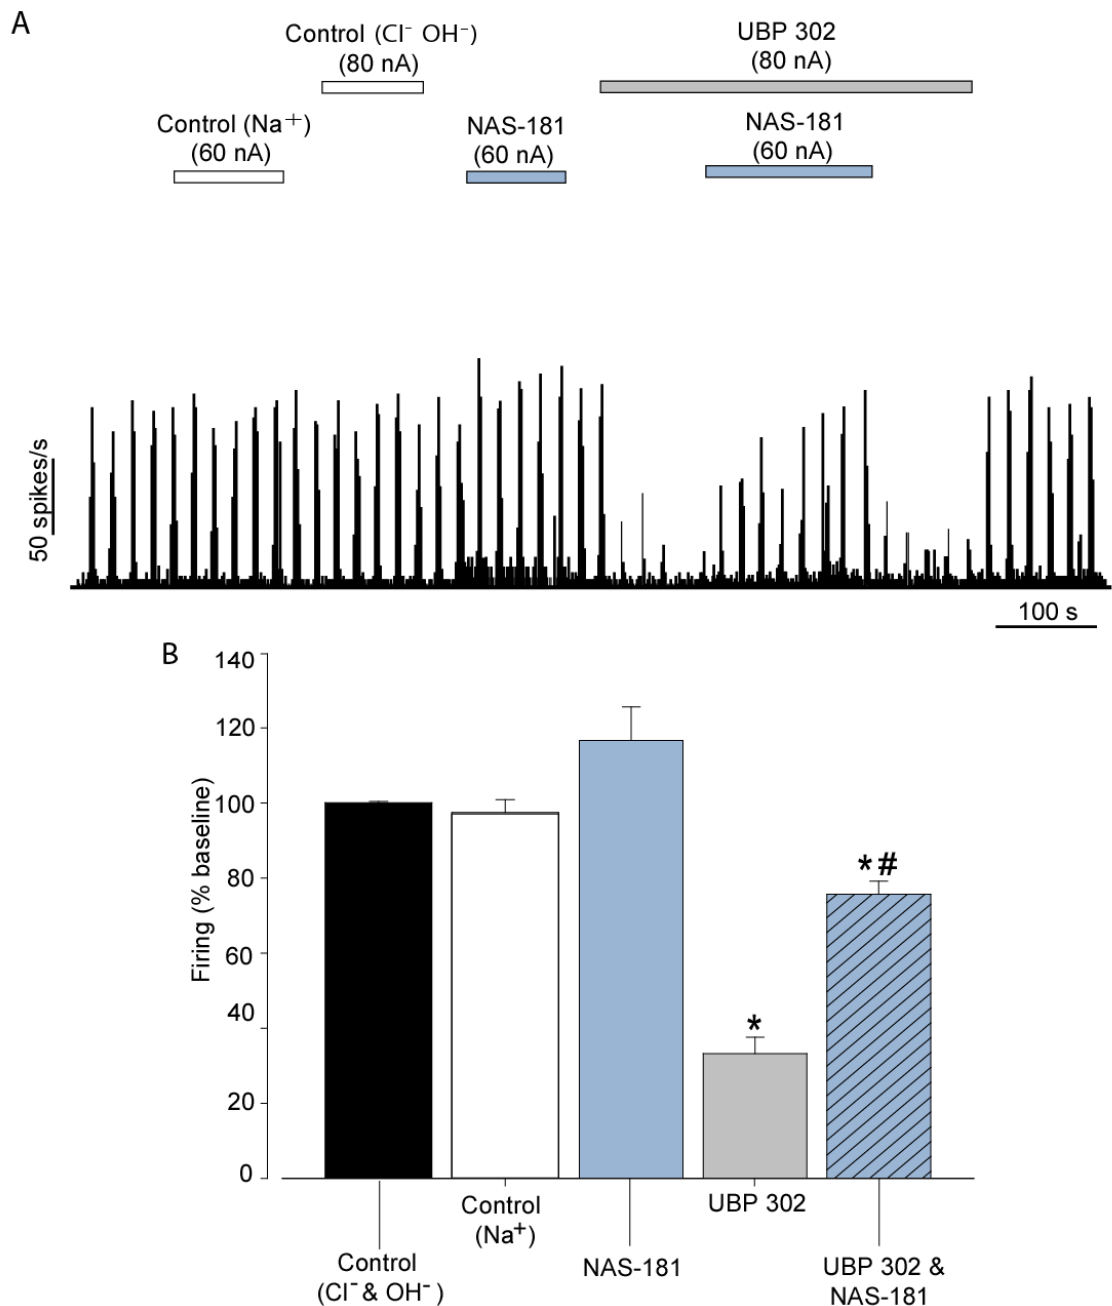 A
Control (Cl⁻ OH⁻)
(80 nA)
UBP 302
(80 nA)
Control (Na⁺)
(60 nA)
NAS-181
(60 nA)
NAS-181
(60 nA)
50 spikes/s
100 s
B
140
120
100
80
60
40
20
0
Firing (% baseline)
*#
*
Control
(Na⁺)
UBP 302
Control
(Cl⁻ & OH⁻)
NAS-181
UBP 302 &
NAS-181